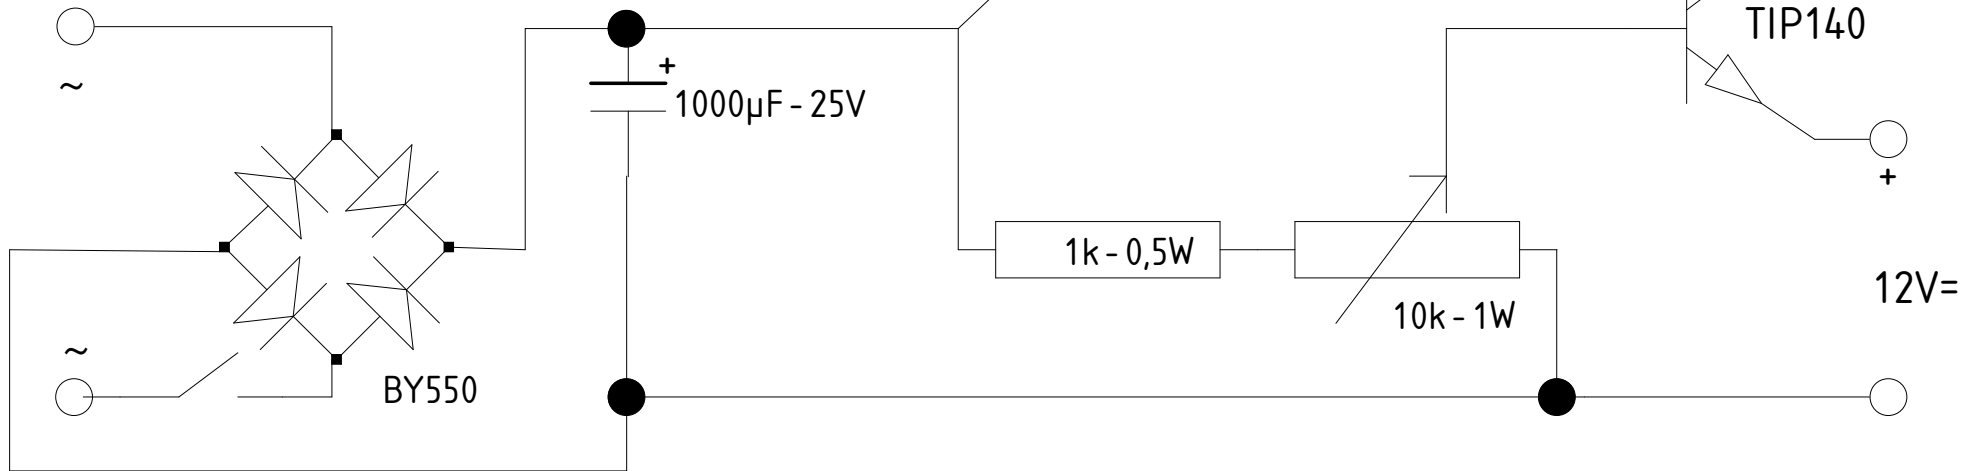 TIP140
~
+
1000µF - 25V
+
1k - 0,5W
12V=
10k - 1W
~
BY550